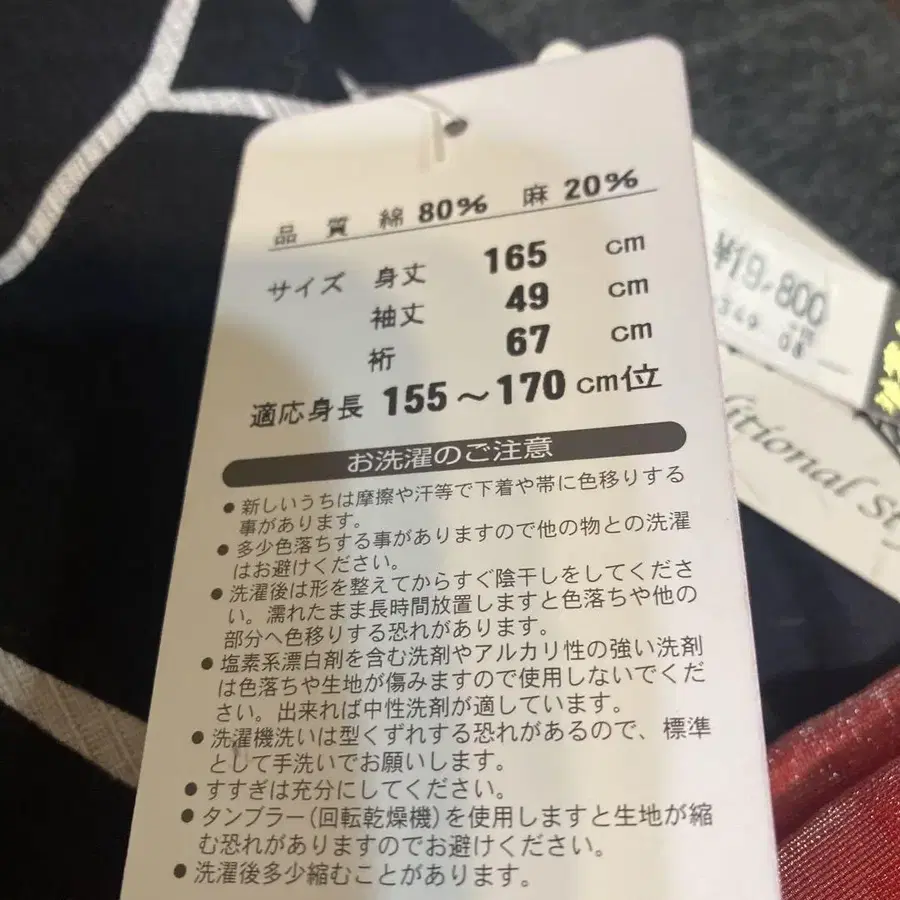 品質 綿 80% 麻 20%
サイズ 身丈 165 cm
袖丈 49 cm
裄 67 cm
適応身長 155～170 cm位
お洗濯のご注意
● 新しいうちは摩擦や汗等で下着や帯に色移りする
事があります。
● 多少色落ちする事がありますので他の物との洗濯
はお避けください。
● 洗濯後は形を整えてからすぐ陰干しをしてくださ
い。濡れたまま長時間放置しますと色落ちや他の
部分へ色移りする恐れがあります。
● 塩素系漂白剤を含む洗剤やアルカリ性の強い洗剤
は色落ちや生地が傷みますので使用しないでくだ
さい。出来れば中性洗剤が適しています。
● 洗濯機洗いは型くずれする恐れがあるので、標準
として手洗いでお願いします。
● すすぎは充分にしてください。
● タンブラー(回転乾燥機)を使用しますと生地が縮
む恐れがありますのでお避けください。
● 洗濯後多少縮むことがあります。
¥19,800